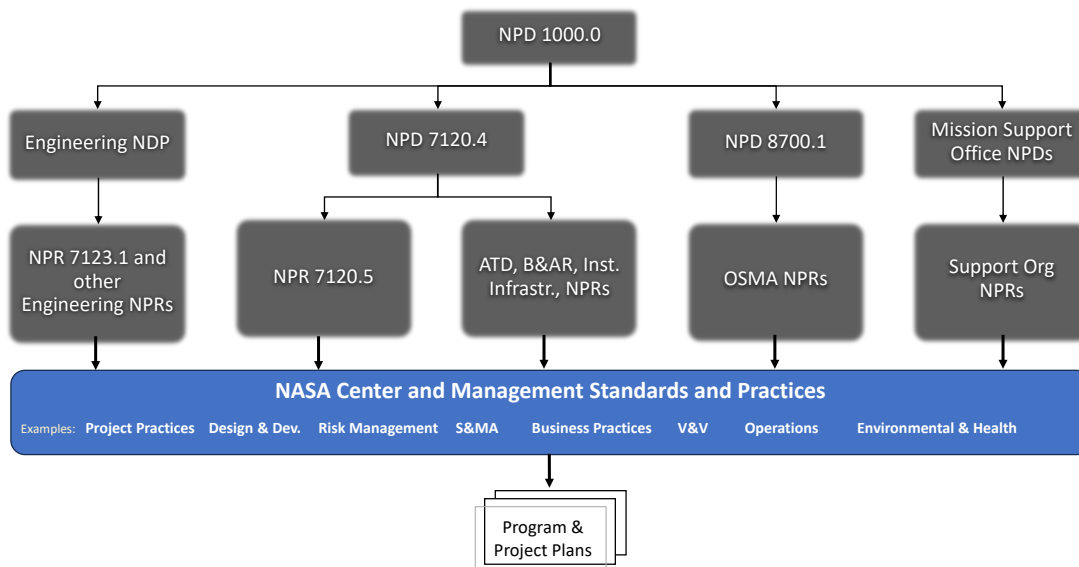 NPD 1000.0
Engineering NDP
NPD 7120.4
NPD 8700.1
Mission Support
Office NPDs
NPR 7123.1 and
other
Engineering NPRs
NPR 7120.5
ATD, B&AR, Inst.
Infrastr., NPRs
OSMA NPRs
Support Org
NPRs
NASA Center and Management Standards and Practices
Examples: Project Practices Design & Dev. Risk Management S&MA Business Practices V&V Operations Environmental & Health
Program &
Project Plans